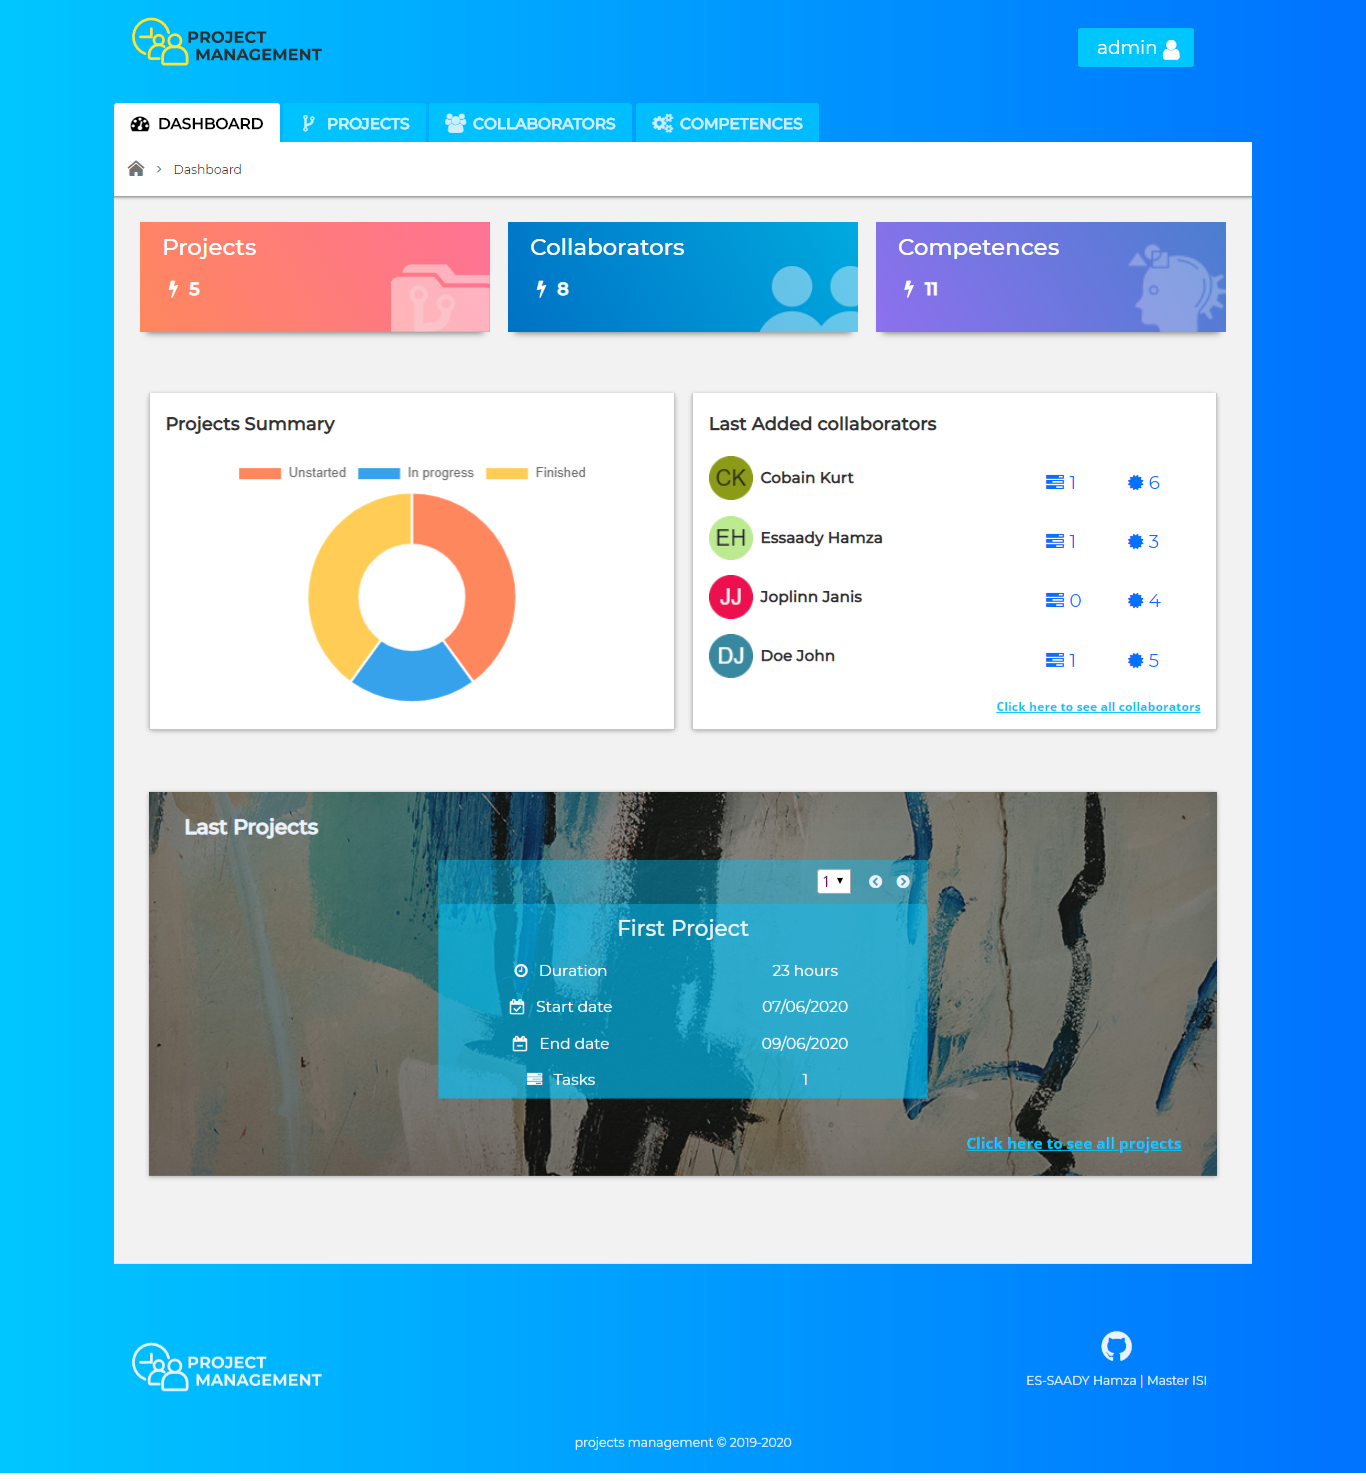 PROJECT
MANAGEMENT
admin
DASHBOARD
PROJECTS
COLLABORATORS
COMPETENCES
Dashboard
Projects
5
Collaborators
8
Competences
11
Projects Summary
Unstarted
In progress
Finished
Last Added collaborators
CK Cobain Kurt 1 6
EH Essaady Hamza 1 3
JJ Joplinn Janis 0 4
DJ Doe John 1 5
Click here to see all collaborators
Last Projects
1
First Project
Duration 23 hours
Start date 07/06/2020
End date 09/06/2020
Tasks 1
Click here to see all projects
PROJECT
MANAGEMENT
ES-SAADY Hamza | Master ISI
projects management © 2019-2020